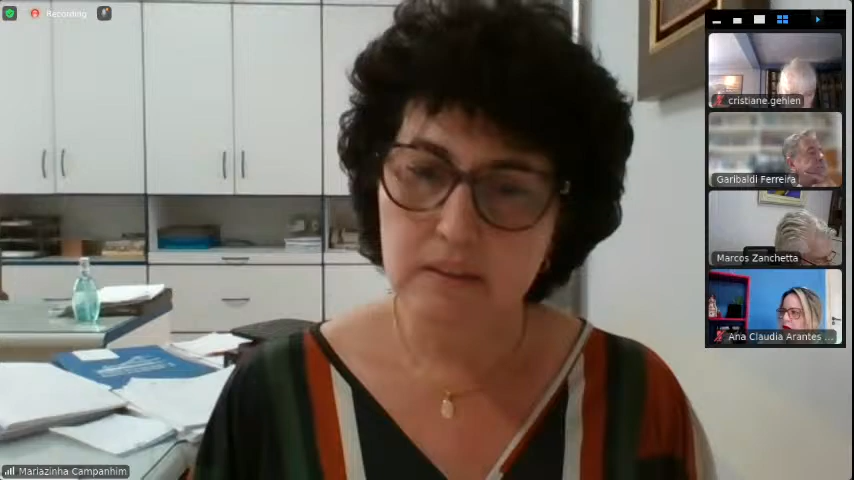 Recording
cristiane.gehlen
Garibaldi Ferreira
Marcos Zanchetta
Ana Claudia Arantes ...
Mariazinha Campanhim